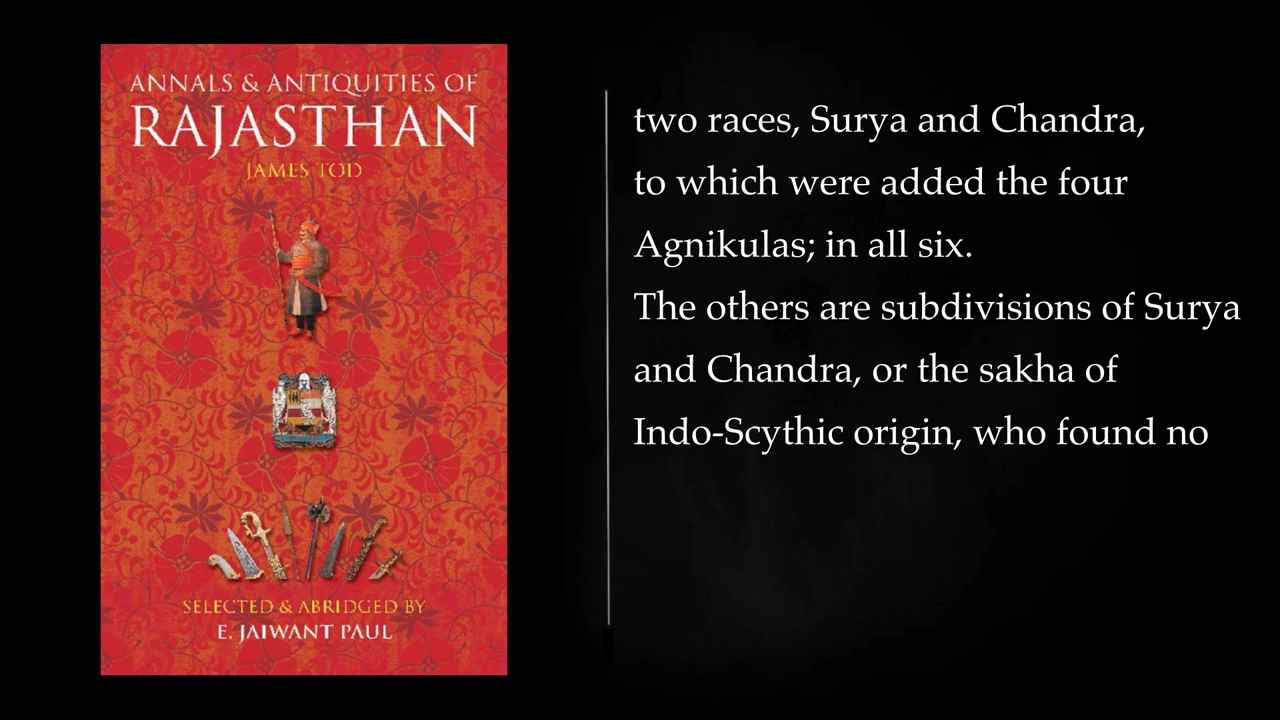 ANNALS & ANTIQUITIES OF
RAJASTHAN
JAMES TOD
SELECTED & ABRIDGED BY
E. JAIWANT PAUL
two races, Surya and Chandra,
to which were added the four
Agnikulas; in all six.
The others are subdivisions of Surya
and Chandra, or the sakha of
Indo-Scythic origin, who found no